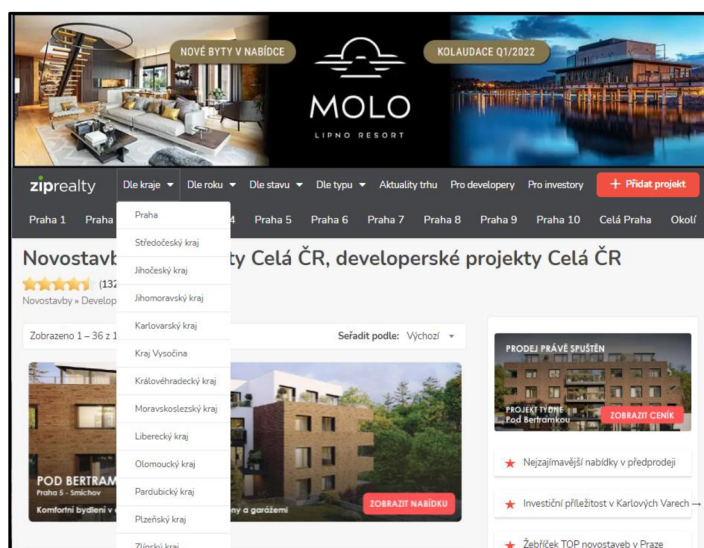 NOVÉ BYTY V NABÍDCE
KOLAUDACE Q1/2022
MOLO
LIPNO RESORT
ziprealty Dle kraje Dle roku Dle stavu Dle typu Aktuality trhu Pro developery Pro investory + Přidat projekt
Praha 1 Praha 4 Praha 5 Praha 6 Praha 7 Praha 8 Praha 9 Praha 10 Celá Praha Okolí
Praha
Středočeský kraj
Jihočeský kraj
Jihomoravský kraj
Karlovarský kraj
Kraj Vysočina
Královéhradecký kraj
Moravskoslezský kraj
Liberecký kraj
Olomoucký kraj
Pardubický kraj
Plzeňský kraj
Zlínský kraj
Novostavb ty Celá ČR, developerské projekty Celá ČR
(132
Novostavby » Develop
Zobrazeno 1 – 36 z 1
Seřadit podle: Výchozí
POD BERTRAM
Praha 5 - Smíchov
Komfortní bydlení v ny a garážemi
ZOBRAZIT NABÍDKU
PRODEJ PRÁVĚ SPUŠTĚN
PROJEKT TÝDNE
Pod Bertramkou
ZOBRAZIT CENÍK
Nejzajímavější nabídky v předprodeji
Investiční příležitost v Karlových Varech →
Žebříček TOP novostaveb v Praze